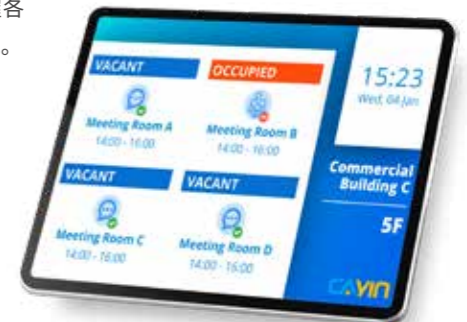 客
。
VACANT
OCCUPIED
Meeting Room A
14:00 - 16:00
Meeting Room B
14:00 - 16:00
VACANT
VACANT
Meeting Room C
14:00 - 16:00
Meeting Room D
14:00 - 16:00
15:23
Wed, 04 Jan
Commercial
Building C
5F
CAYIN